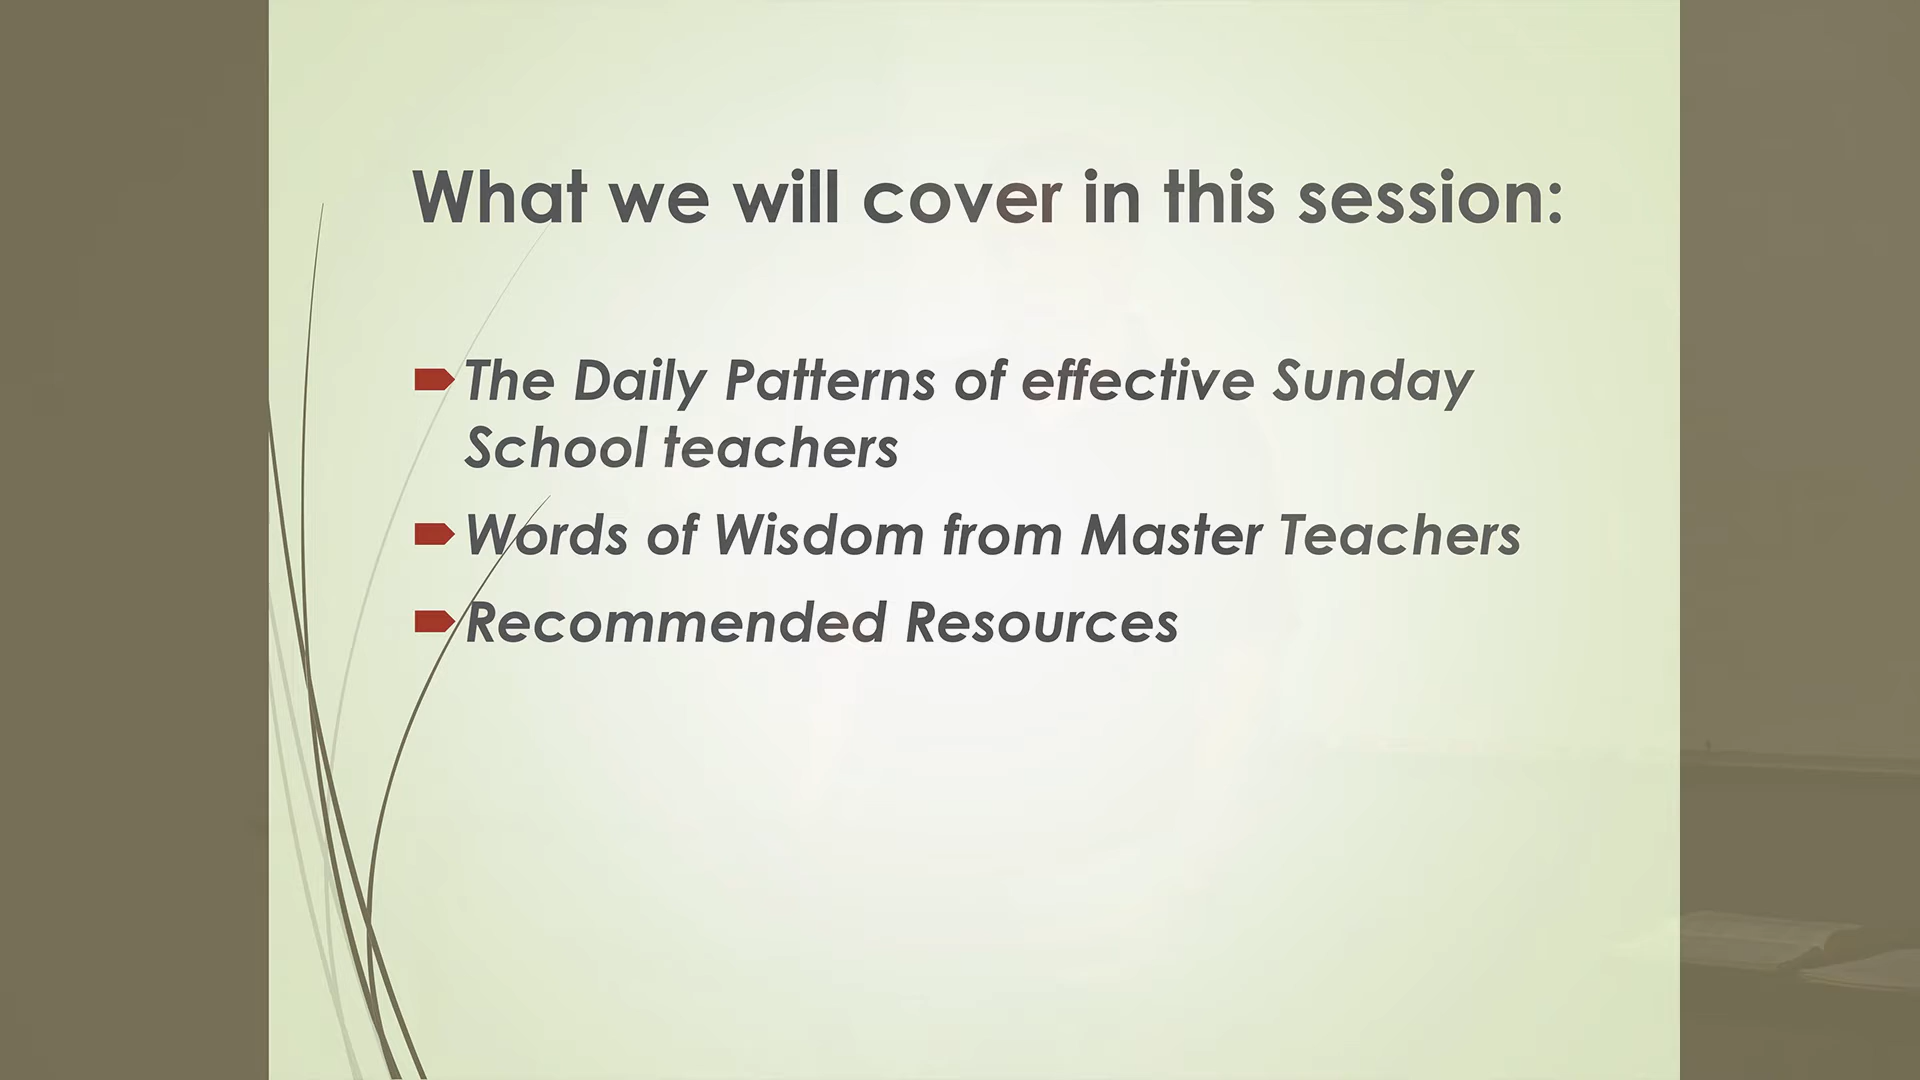 What we will cover in this session:
The Daily Patterns of effective Sunday
School teachers
Words of Wisdom from Master Teachers
Recommended Resources